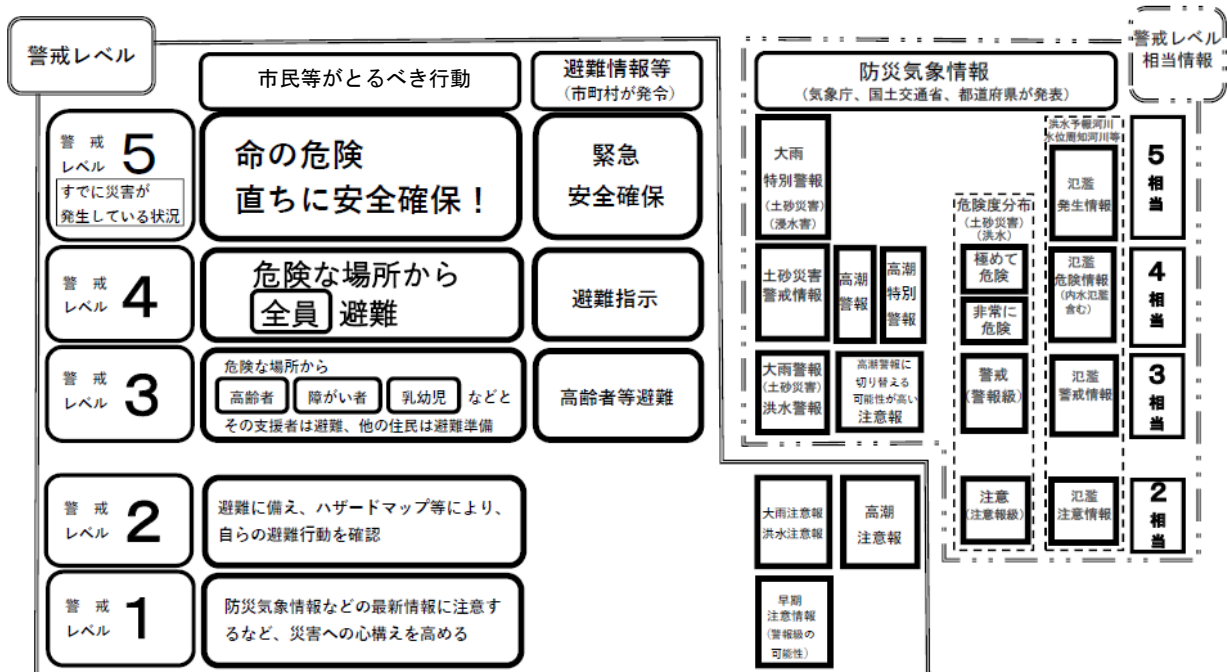 警戒レベル
市民等がとるべき行動
避難情報等
(市町村が発令)
防災気象情報
(気象庁、国土交通省、都道府県が発表)
警戒レベル
相当情報
警 戒
レベル 5
すでに災害が
発生している状況
命の危険
直ちに安全確保！
緊急
安全確保
大雨
特別警報
(土砂災害)
(浸水害)
洪水予報河川
水位周知河川等
氾濫
発生情報
5
相
当
危険度分布
(土砂災害)
(洪水)
警 戒
レベル 4
危険な場所から
全員 避難
避難指示
土砂災害
警戒情報
高潮
警報
高潮
特別
警報
極めて
危険
非常に
危険
氾濫
危険情報
(内水氾濫
含む)
4
相
当
警 戒
レベル 3
危険な場所から
高齢者 障がい者 乳幼児 などと
その支援者は避難、他の住民は避難準備
高齢者等避難
大雨警報
(土砂災害)
洪水警報
高潮警報に
切り替える
可能性が高い
注意報
警戒
(警報級)
氾濫
警戒情報
3
相
当
警 戒
レベル 2
避難に備え、ハザードマップ等により、
自らの避難行動を確認
大雨注意報
洪水注意報
高潮
注意報
注意
(注意報級)
氾濫
注意情報
2
相
当
警 戒
レベル 1
防災気象情報などの最新情報に注意す
るなど、災害への心構えを高める
早期
注意情報
(警報級の
可能性)